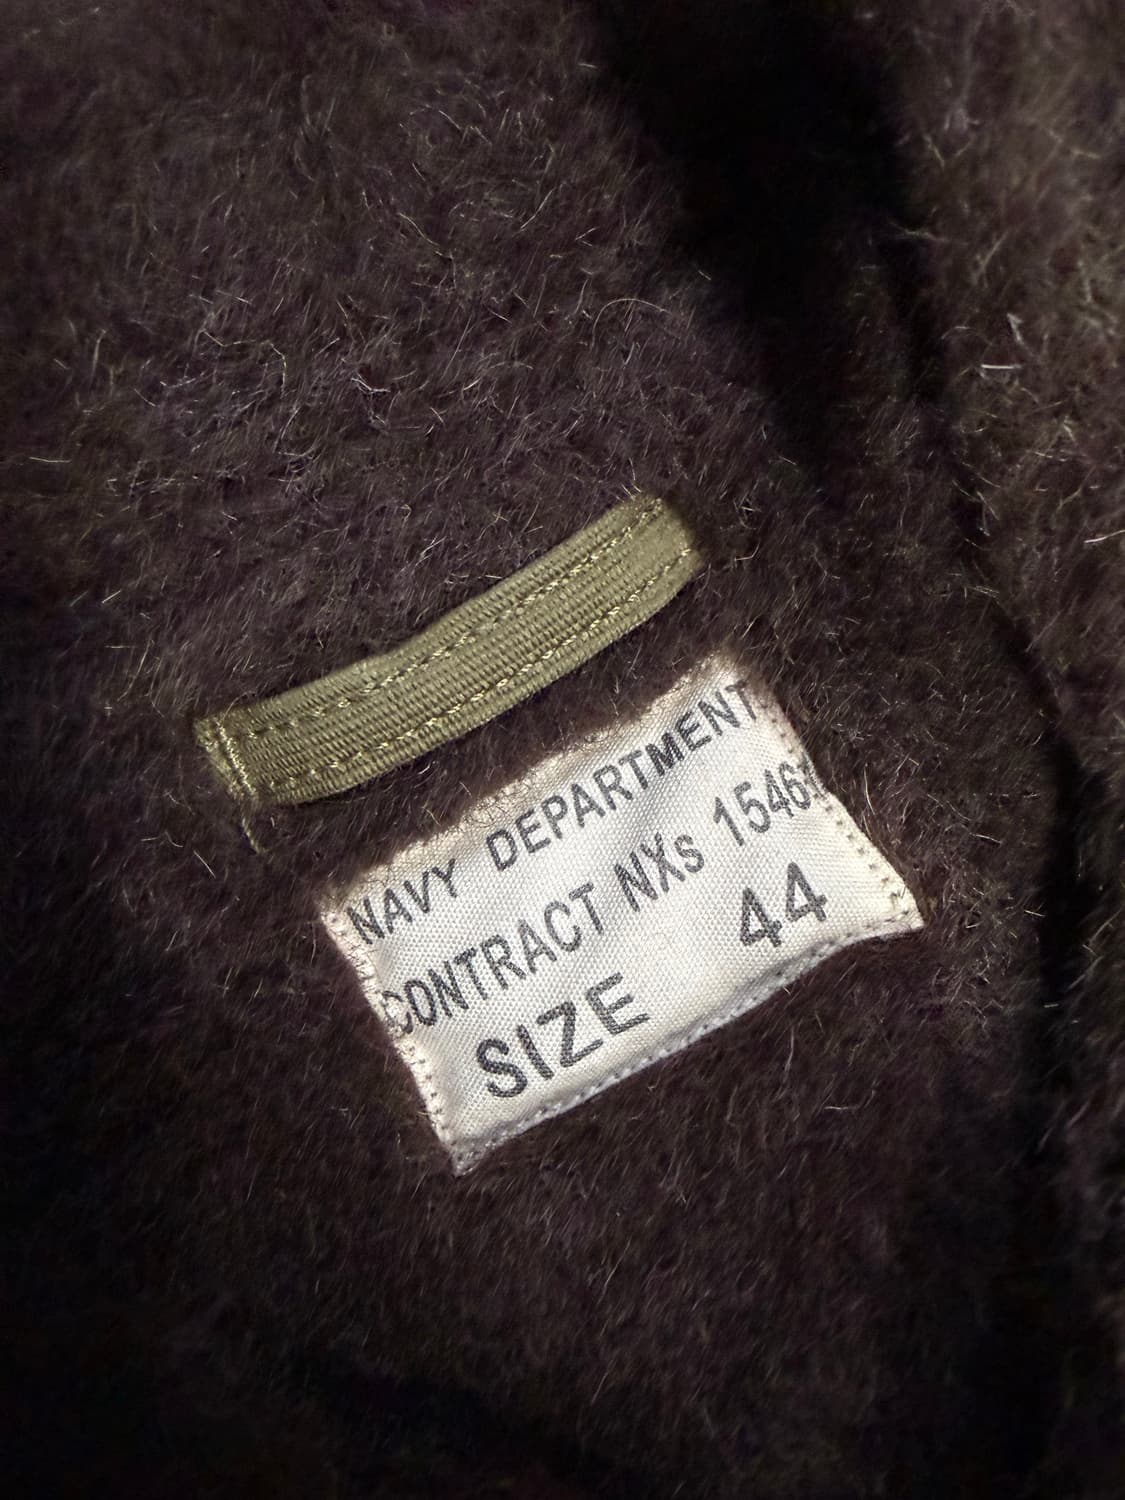 NAVY DEPARTMENT
CONTRACT NXs 1546
SIZE 44